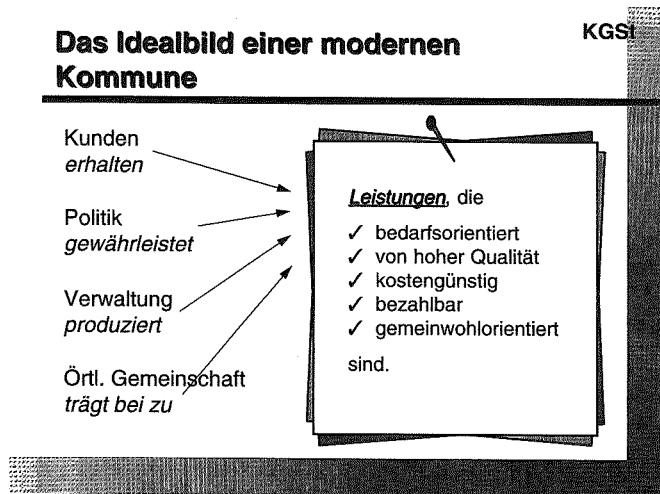 KGSt
Das Idealbild einer modernen
Kommune
Kunden
erhalten
Politik
gewährleistet
Verwaltung
produziert
Örtl. Gemeinschaft
trägt bei zu
Leistungen, die
✓ bedarfsorientiert
✓ von hoher Qualität
✓ kostengünstig
✓ bezahlbar
✓ gemeinwohlorientiert
sind.